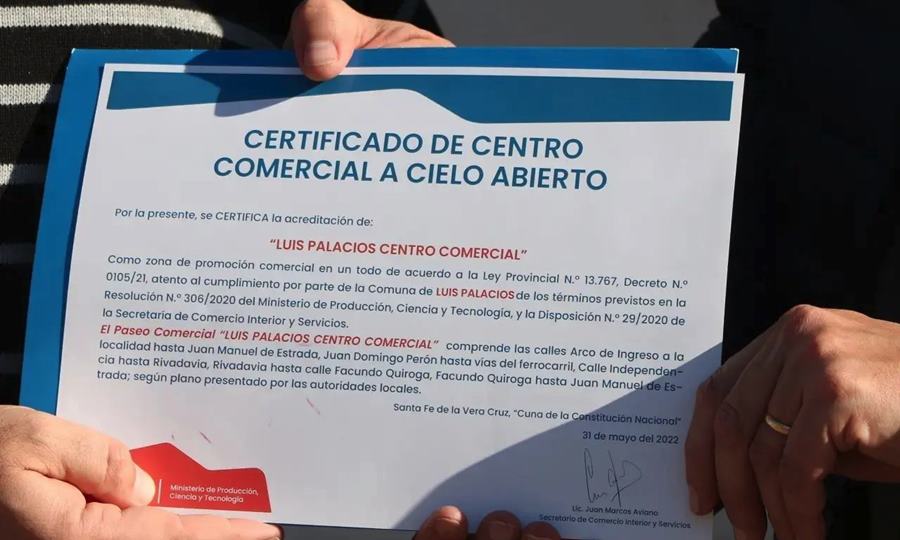 CERTIFICADO DE CENTRO
COMERCIAL A CIELO ABIERTO
Por la presente, se CERTIFICA la acreditación de:
“LUIS PALACIOS CENTRO COMERCIAL”
Como zona de promoción comercial en un todo de acuerdo a la Ley Provincial N.º 13.767, Decreto N.º
0105/21, atento al cumplimiento por parte de la Comuna de LUIS PALACIOS de los términos previstos en la
Resolución N.º 306/2020 del Ministerio de Producción, Ciencia y Tecnología, y la Disposición N.º 29/2020 de
la Secretaría de Comercio Interior y Servicios.
El Paseo Comercial “LUIS PALACIOS CENTRO COMERCIAL” comprende las calles Arco de Ingreso a la
localidad hasta Juan Manuel de Estrada, Juan Domingo Perón hasta vías del ferrocarril, Calle Independen-
cia hasta Rivadavia, Rivadavia hasta calle Facundo Quiroga, Facundo Quiroga hasta Juan Manuel de Es-
trada; según plano presentado por las autoridades locales.
Santa Fe de la Vera Cruz, “Cuna de la Constitución Nacional”
31 de mayo del 2022
Ministerio de Producción,
Ciencia y Tecnología
Lic. Juan Marcos Aviano
Secretario de Comercio Interior y Servicios